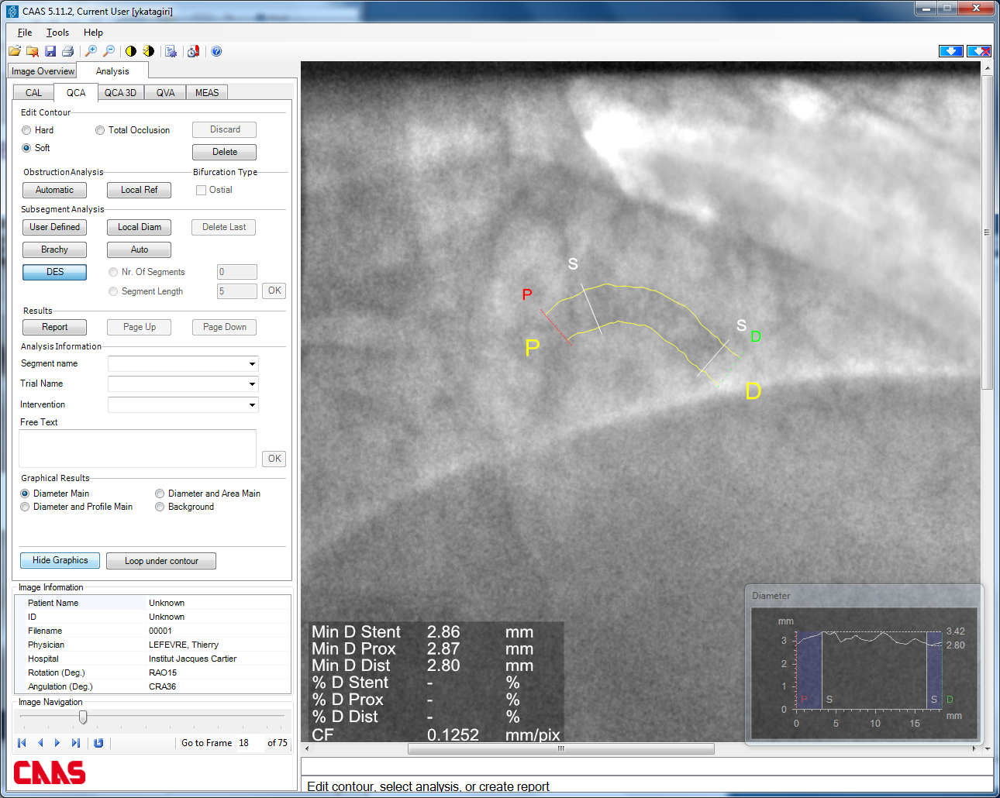 CAAS 5.11.2, Current User [ykatagiri]
File Tools Help
Image Overview Analysis
CAL QCA QCA 3D QVA MEAS
Edit Contour
Hard Total Occlusion Discard
Soft Delete
Obstruction Analysis Bifurcation Type
Automatic Local Ref Ostial
Subsegment Analysis
User Defined Local Diam Delete Last
Brachy Auto
DES Nr. Of Segments 0
Segment Length 5 OK
Results
Report Page Up Page Down
Analysis Information
Segment name
Trial Name
Intervention
Free Text
OK
Graphical Results
Diameter Main Diameter and Area Main
Diameter and Profile Main Background
Hide Graphics Loop under contour
Image Information
Patient Name Unknown
ID Unknown
Filename 00001
Physician LEFEVRE, Thierry
Hospital Institut Jacques Cartier
Rotation (Deg.) RAO15
Angulation (Deg.) CRA36
Image Navigation
Go to Frame 18 of 75
CAAS
S
P
S
D
P
D
Min D Stent 2.86 mm
Min D Prox 2.87 mm
Min D Dist 2.80 mm
% D Stent - %
% D Prox - %
% D Dist - %
CF 0.1252 mm/pix
Diameter
mm
3.42
3
2.80
2
1
P S S D
0
mm
0 5 10 15
Edit contour, select analysis, or create report